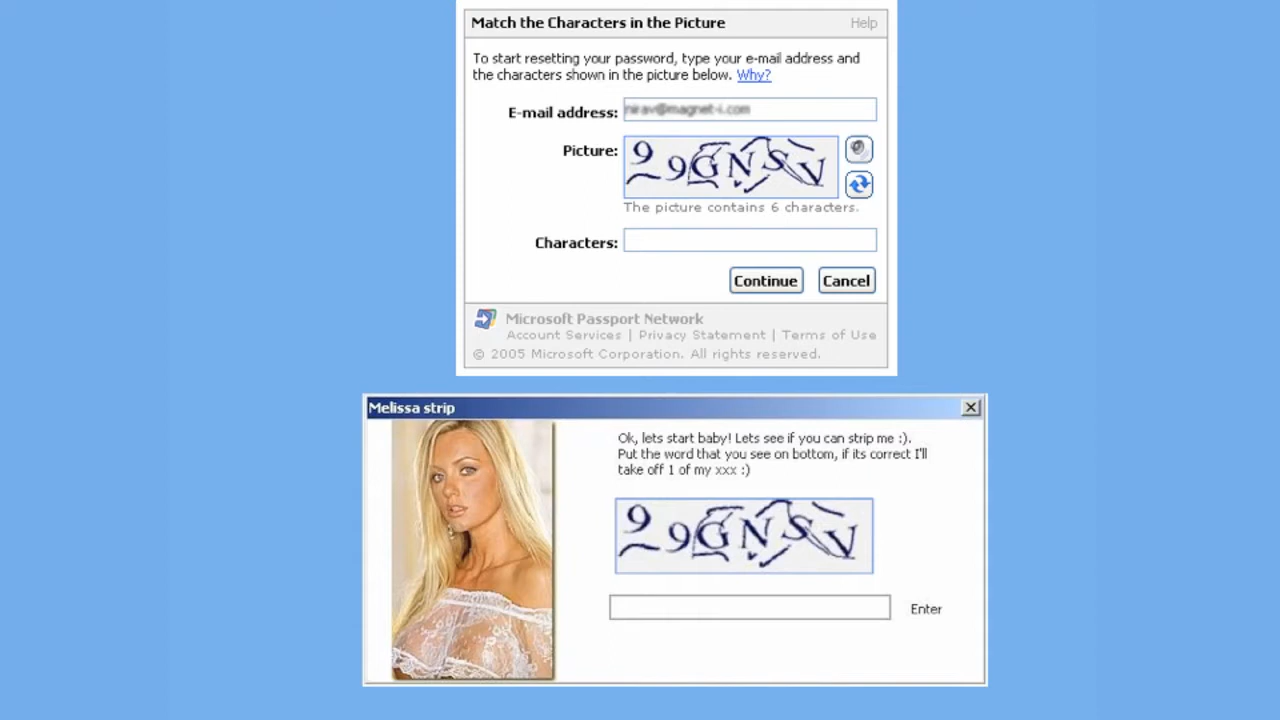 Match the Characters in the Picture
Help
To start resetting your password, type your e-mail address and
the characters shown in the picture below. Why?
E-mail address:
Picture: 99GNSV
The picture contains 6 characters.
Characters:
Continue Cancel
Microsoft Passport Network
Account Services | Privacy Statement | Terms of Use
© 2005 Microsoft Corporation. All rights reserved.
Melissa strip
Ok, lets start baby! Lets see if you can strip me :).
Put the word that you see on bottom, if its correct I'll
take off 1 of my xxx :)
99GNSV
Enter